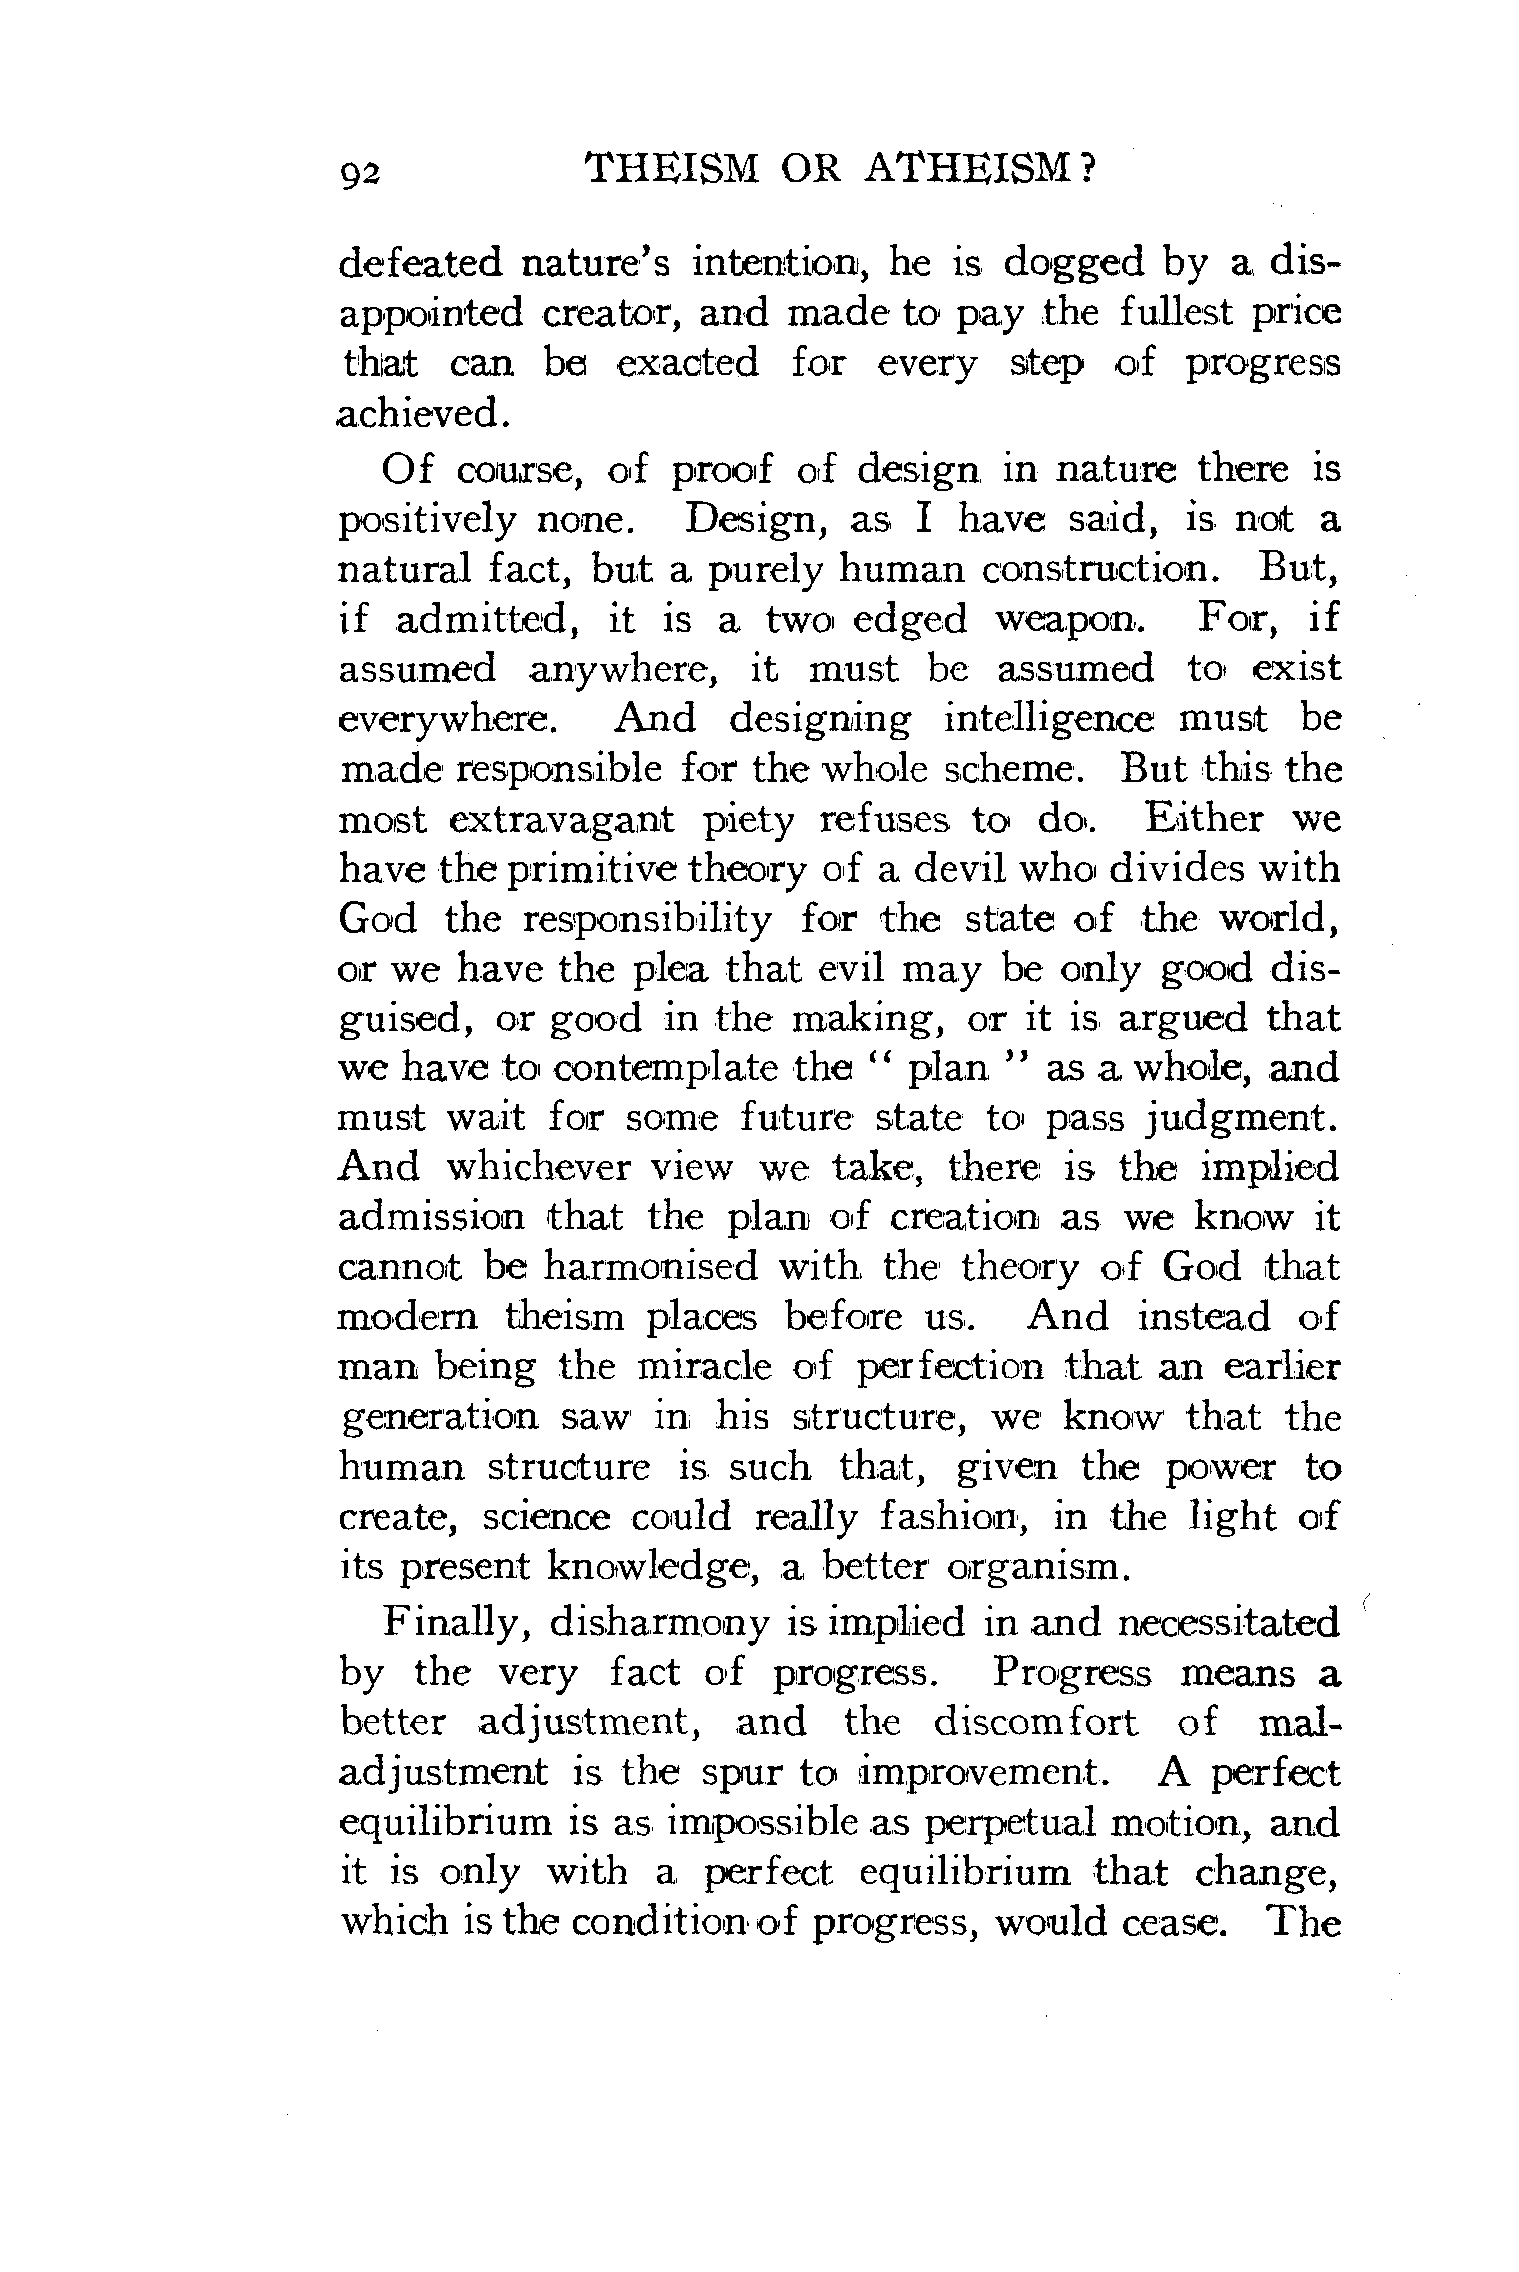 92 THEISM OR ATHEISM?
defeated nature's intention, he is dogged by a dis-
appointed creator, and made to pay the fullest price
that can be exacted for every step of progress
achieved.
Of course, of proof of design in nature there is
positively none. Design, as I have said, is not a
natural fact, but a purely human construction. But,
if admitted, it is a two edged weapon. For, if
assumed anywhere, it must be assumed to exist
everywhere. And designing intelligence must be
made responsible for the whole scheme. But this the
most extravagant piety refuses to do. Either we
have the primitive theory of a devil who divides with
God the responsibility for the state of the world,
or we have the plea that evil may be only good dis-
guised, or good in the making, or it is argued that
we have to contemplate the " plan " as a whole, and
must wait for some future state to pass judgment.
And whichever view we take, there is the implied
admission that the plan of creation as we know it
cannot be harmonised with the theory of God that
modern theism places before us. And instead of
man being the miracle of perfection that an earlier
generation saw in his structure, we know that the
human structure is such that, given the power to
create, science could really fashion, in the light of
its present knowledge, a better organism.
Finally, disharmony is implied in and necessitated
by the very fact of progress. Progress means a
better adjustment, and the discomfort of mal-
adjustment is the spur to improvement. A perfect
equilibrium is as impossible as perpetual motion, and
it is only with a perfect equilibrium that change,
which is the condition of progress, would cease. The